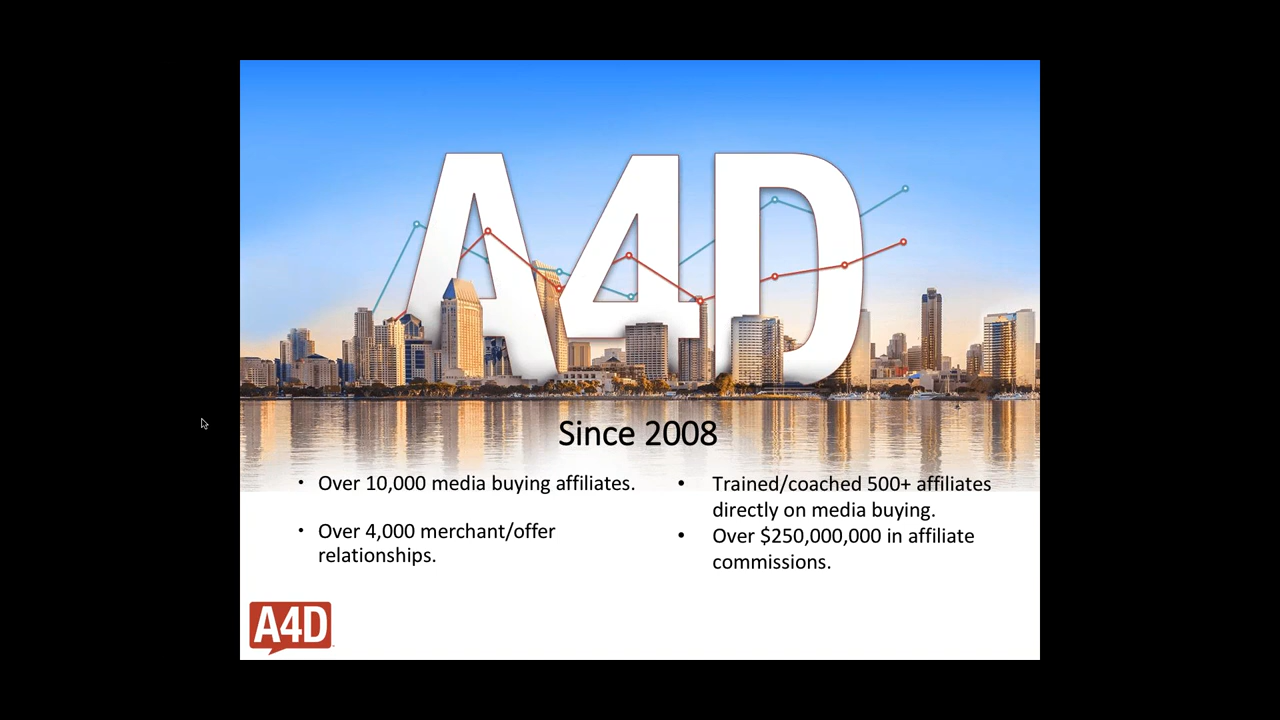 A4D
Since 2008
• Over 10,000 media buying affiliates.
• Over 4,000 merchant/offer
relationships.
• Trained/coached 500+ affiliates
directly on media buying.
• Over $250,000,000 in affiliate
commissions.
A4D